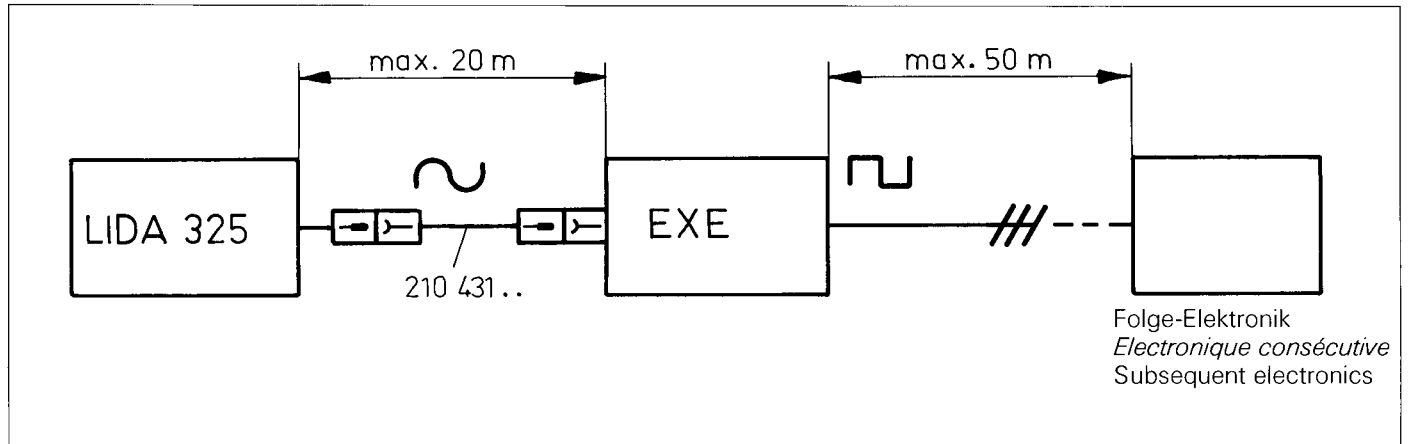 max. 20 m
max. 50 m
LIDA 325
EXE
210 431..
Folge-Elektronik
Electronique consécutive
Subsequent electronics